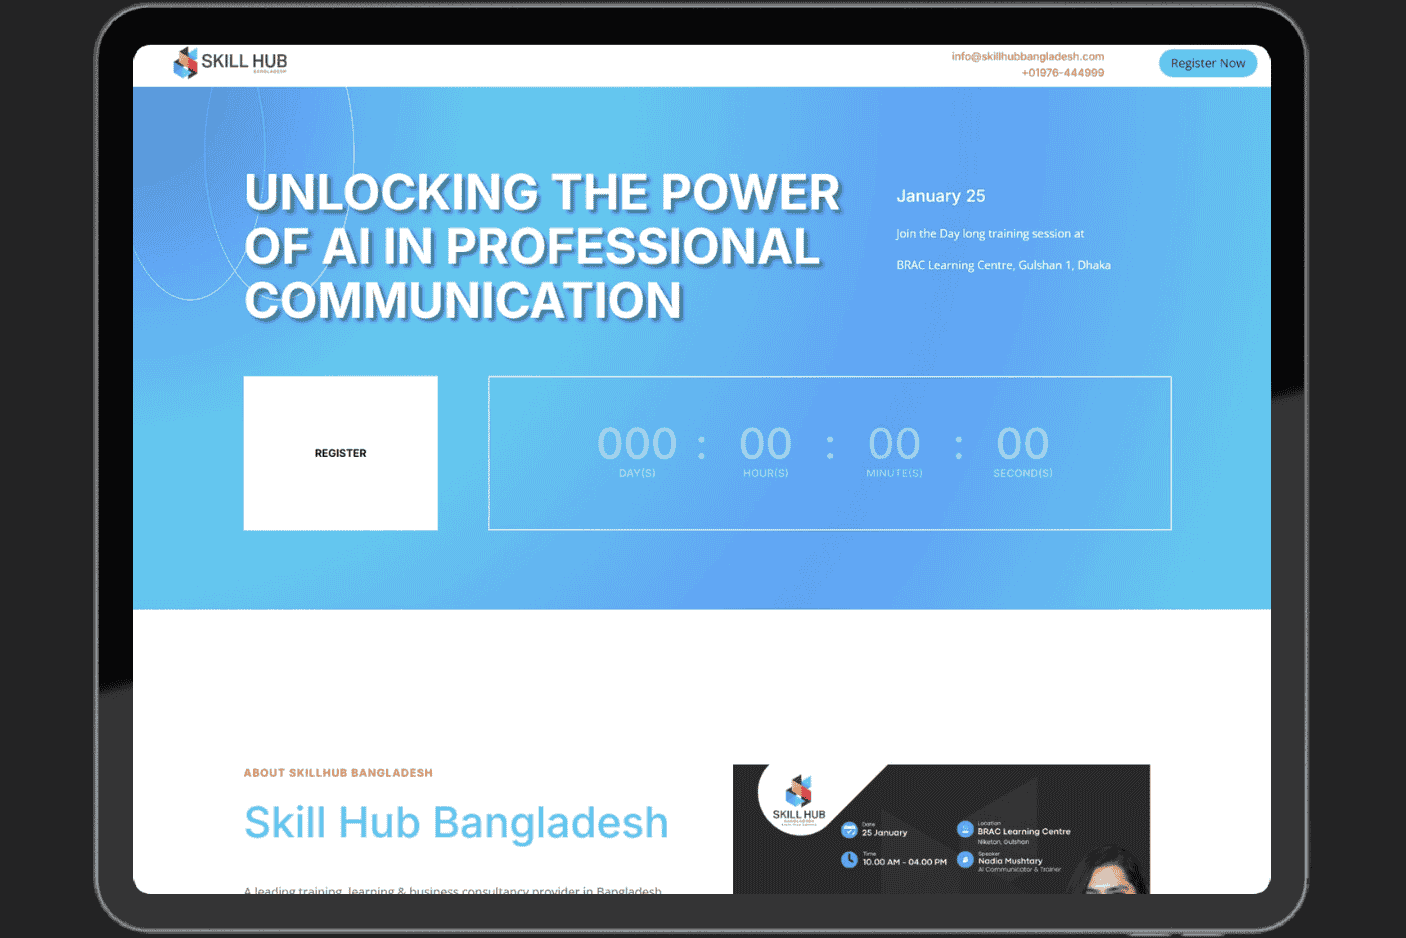 SKILL HUB
BANGLADESH
info@skillhubbangladesh.com
+01976-444999
Register Now
UNLOCKING THE POWER
OF AI IN PROFESSIONAL
COMMUNICATION
January 25
Join the Day long training session at
BRAC Learning Centre, Gulshan 1, Dhaka
REGISTER
000 : 00 : 00 : 00
DAY(S) HOUR(S) MINUTE(S) SECOND(S)
ABOUT SKILLHUB BANGLADESH
Skill Hub Bangladesh
A leading training, learning & business consultancy provider in Bangladesh
SKILL HUB
BANGLADESH
Date
25 January
Location
BRAC Learning Centre
Niketon, Gulshan
Time
10.00 AM - 04.00 PM
Speaker
Nadia Mushtary
AI Communicator & Trainer